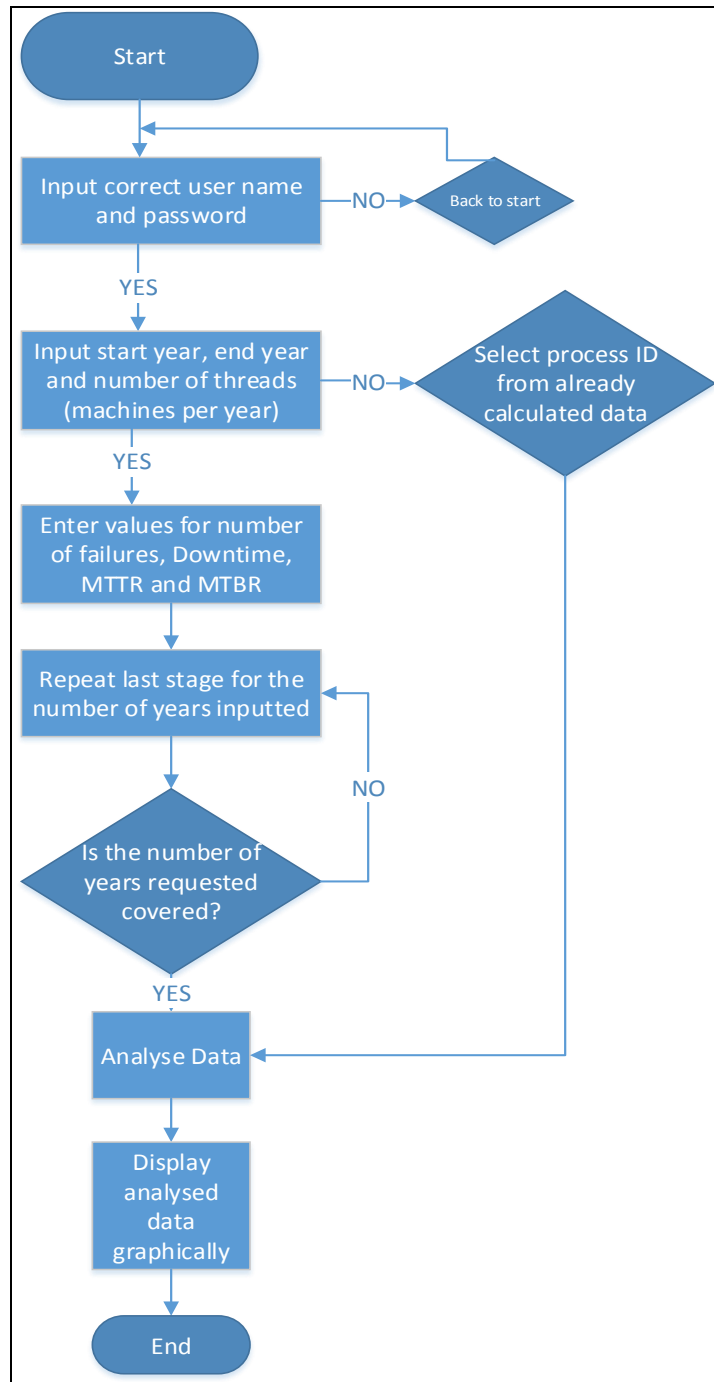 Start
Input correct user name
and password
NO
Back to start
YES
Input start year, end year
and number of threads
(machines per year)
NO
Select process ID
from already
calculated data
YES
Enter values for number
of failures, Downtime,
MTTR and MTBR
Repeat last stage for the
number of years inputted
NO
Is the number of
years requested
covered?
YES
Analyse Data
Display
analysed
data
graphically
End